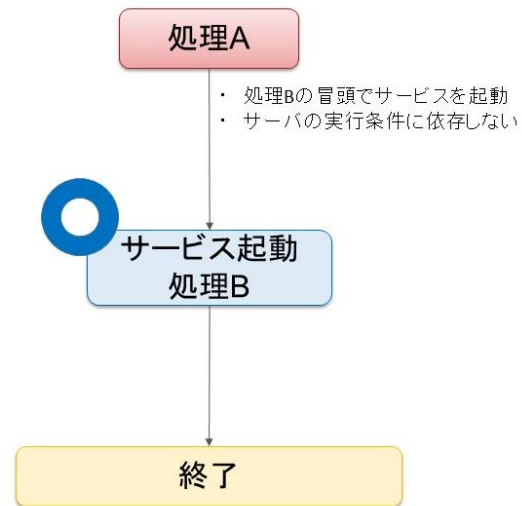 処理A
・ 処理Bの冒頭でサービスを起動
・ サーバの実行条件に依存しない
サービス起動
処理B
終了